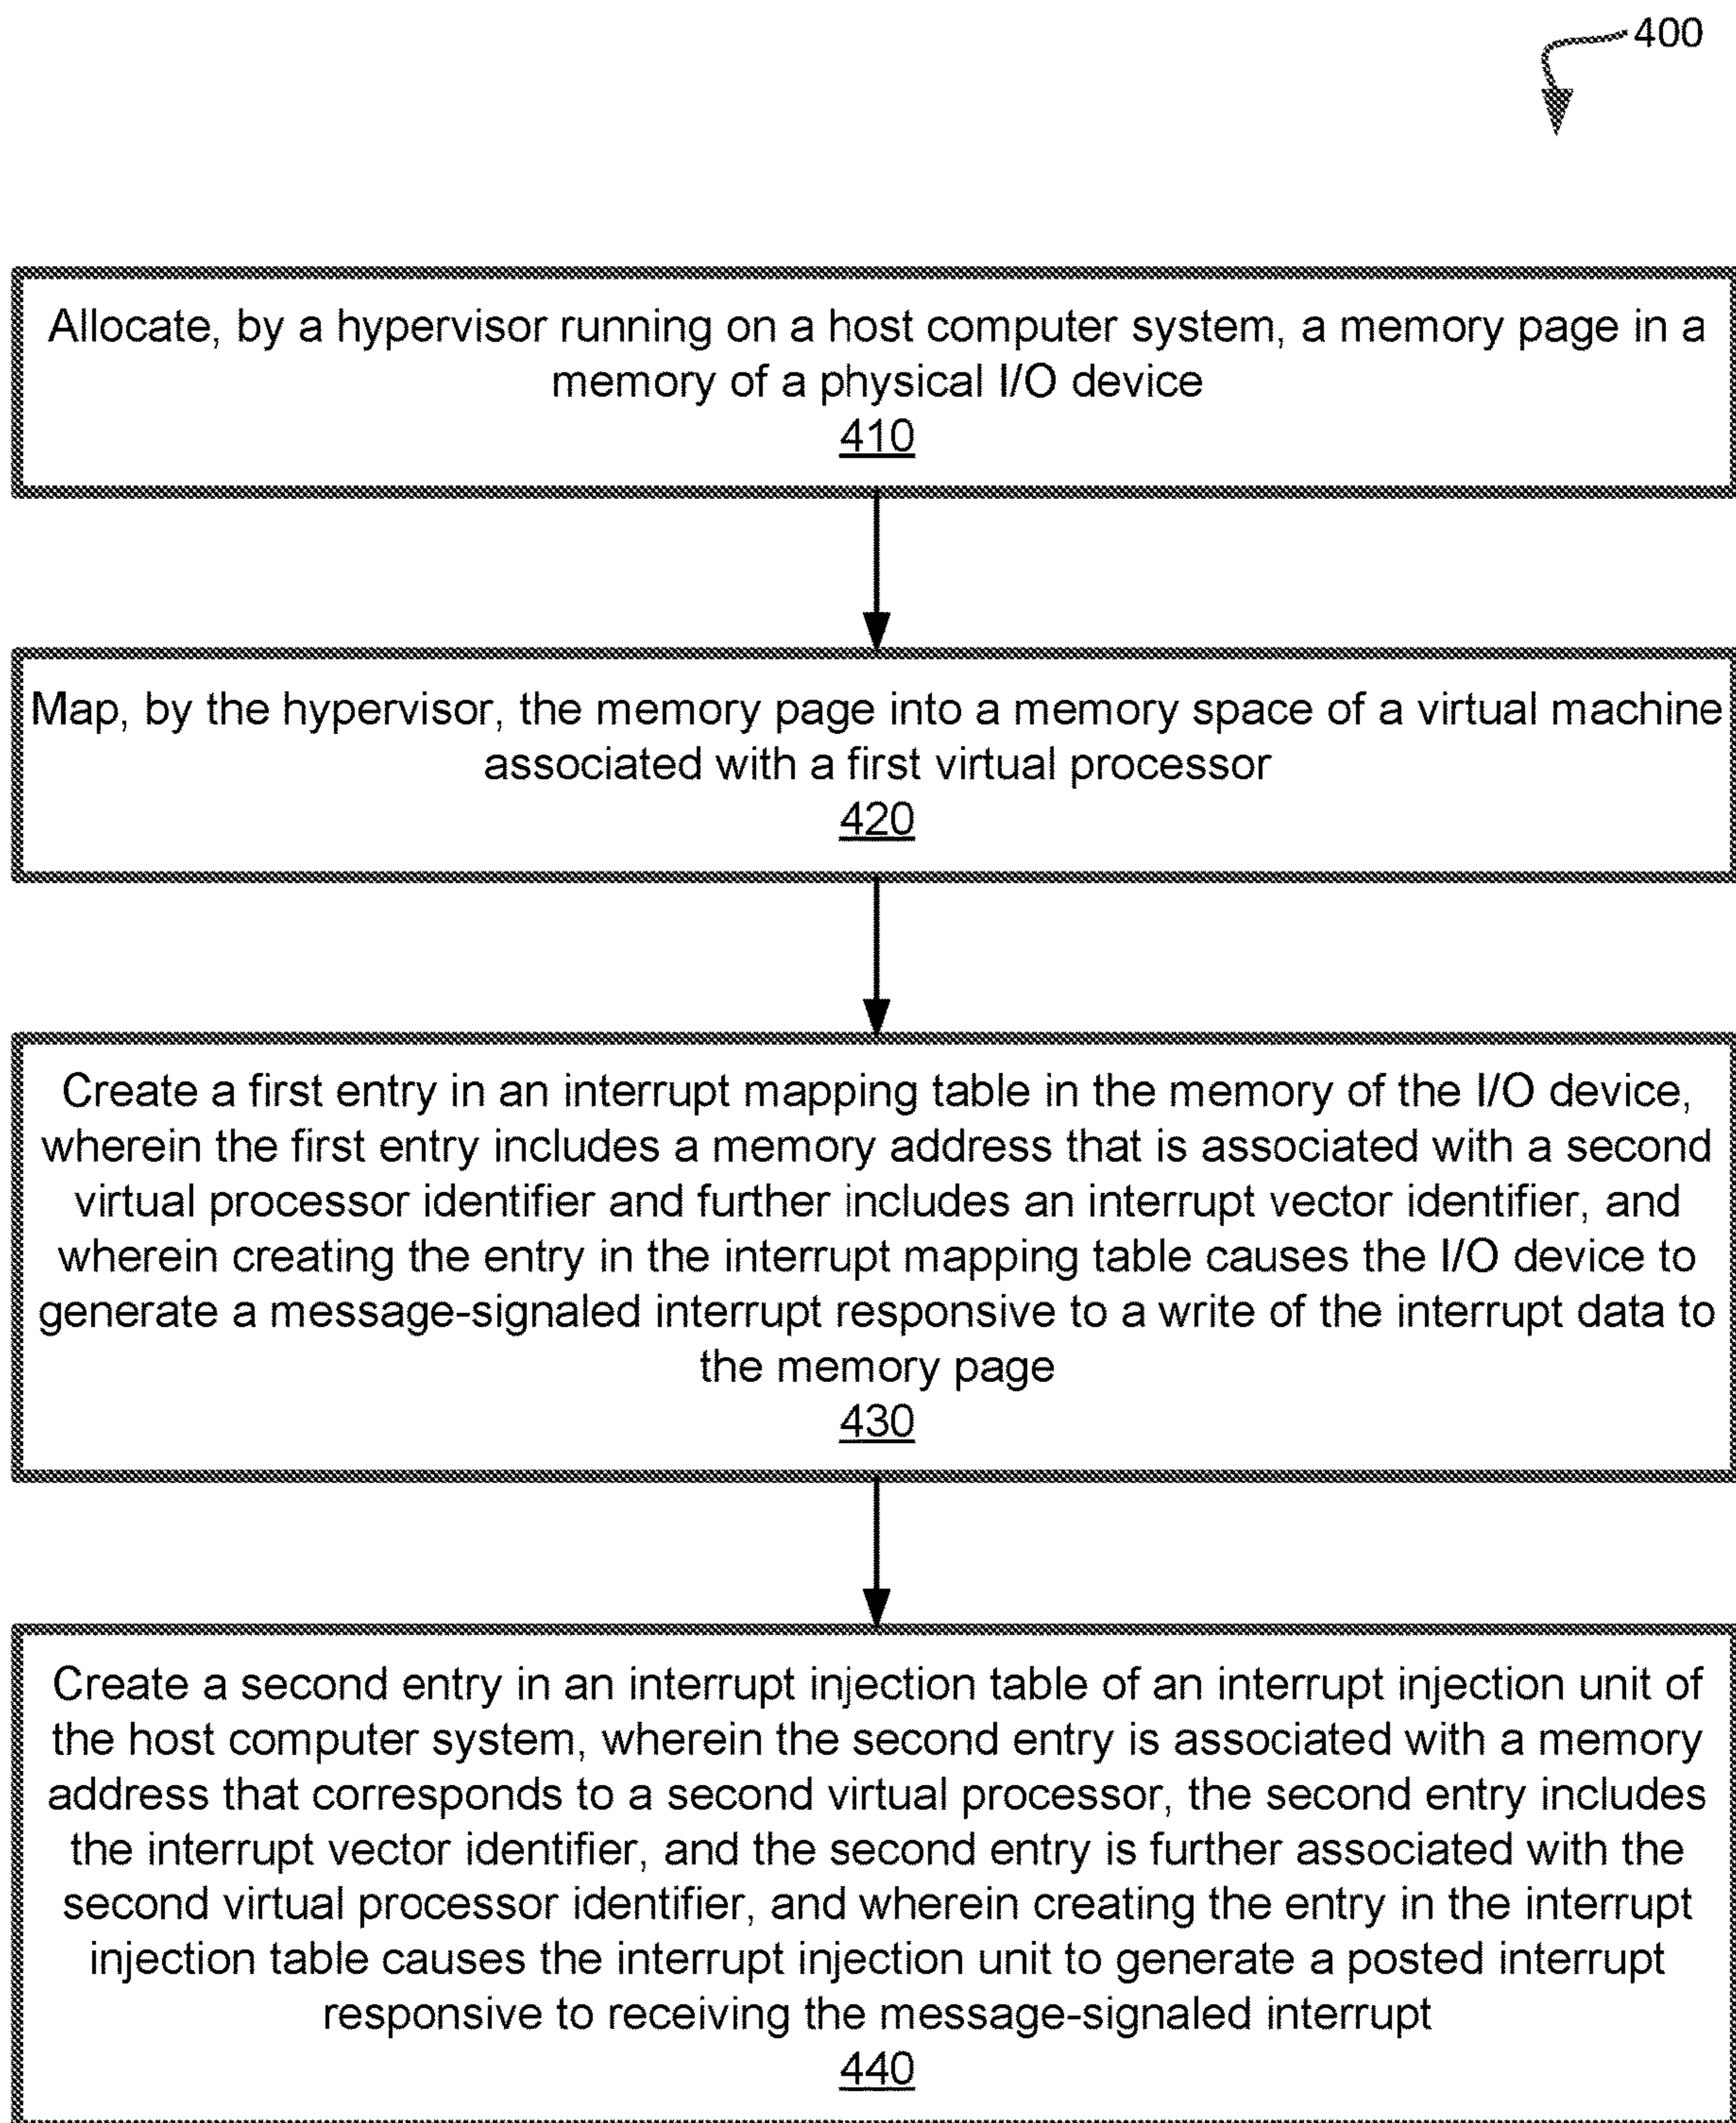 400
Allocate, by a hypervisor running on a host computer system, a memory page in a
memory of a physical I/O device
410
Map, by the hypervisor, the memory page into a memory space of a virtual machine
associated with a first virtual processor
420
Create a first entry in an interrupt mapping table in the memory of the I/O device,
wherein the first entry includes a memory address that is associated with a second
virtual processor identifier and further includes an interrupt vector identifier, and
wherein creating the entry in the interrupt mapping table causes the I/O device to
generate a message-signaled interrupt responsive to a write of the interrupt data to
the memory page
430
Create a second entry in an interrupt injection table of an interrupt injection unit of
the host computer system, wherein the second entry is associated with a memory
address that corresponds to a second virtual processor, the second entry includes
the interrupt vector identifier, and the second entry is further associated with the
second virtual processor identifier, and wherein creating the entry in the interrupt
injection table causes the interrupt injection unit to generate a posted interrupt
responsive to receiving the message-signaled interrupt
440